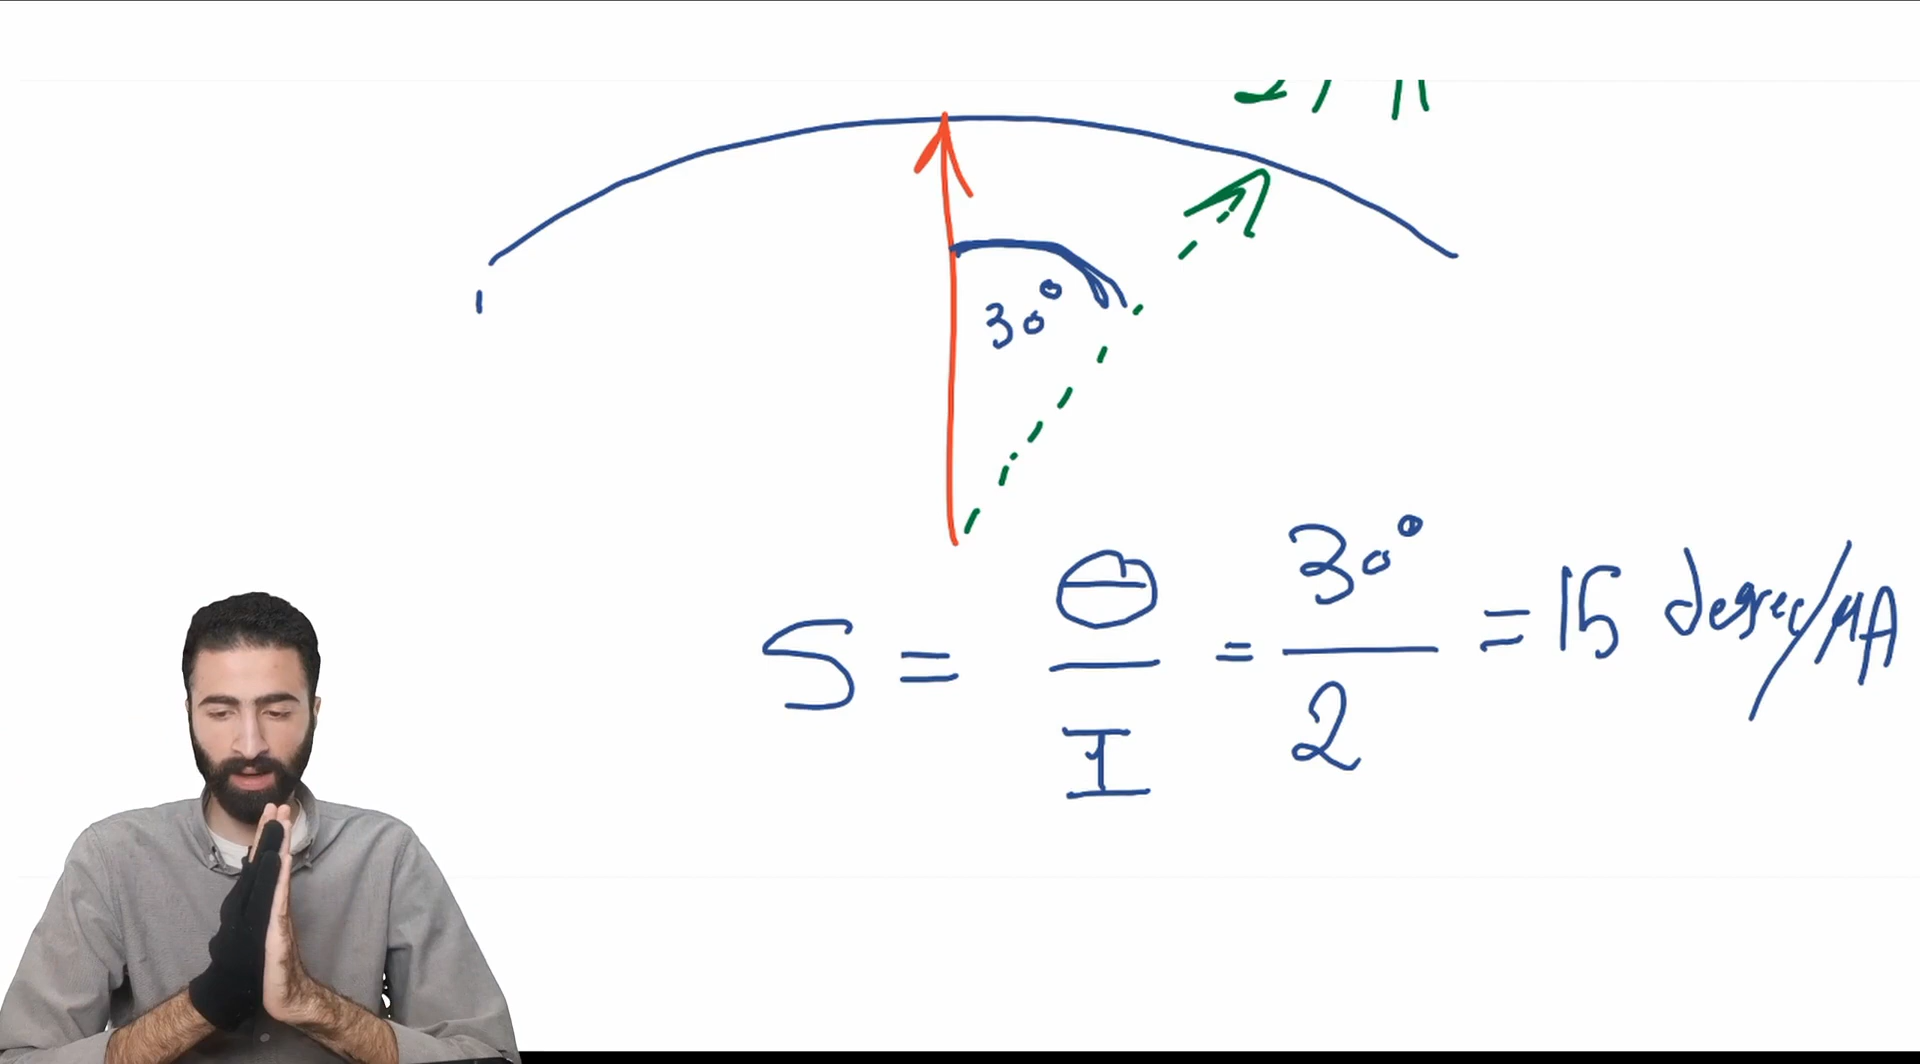 30°
S = Θ/I = 30°/2 = 15 degree/μA